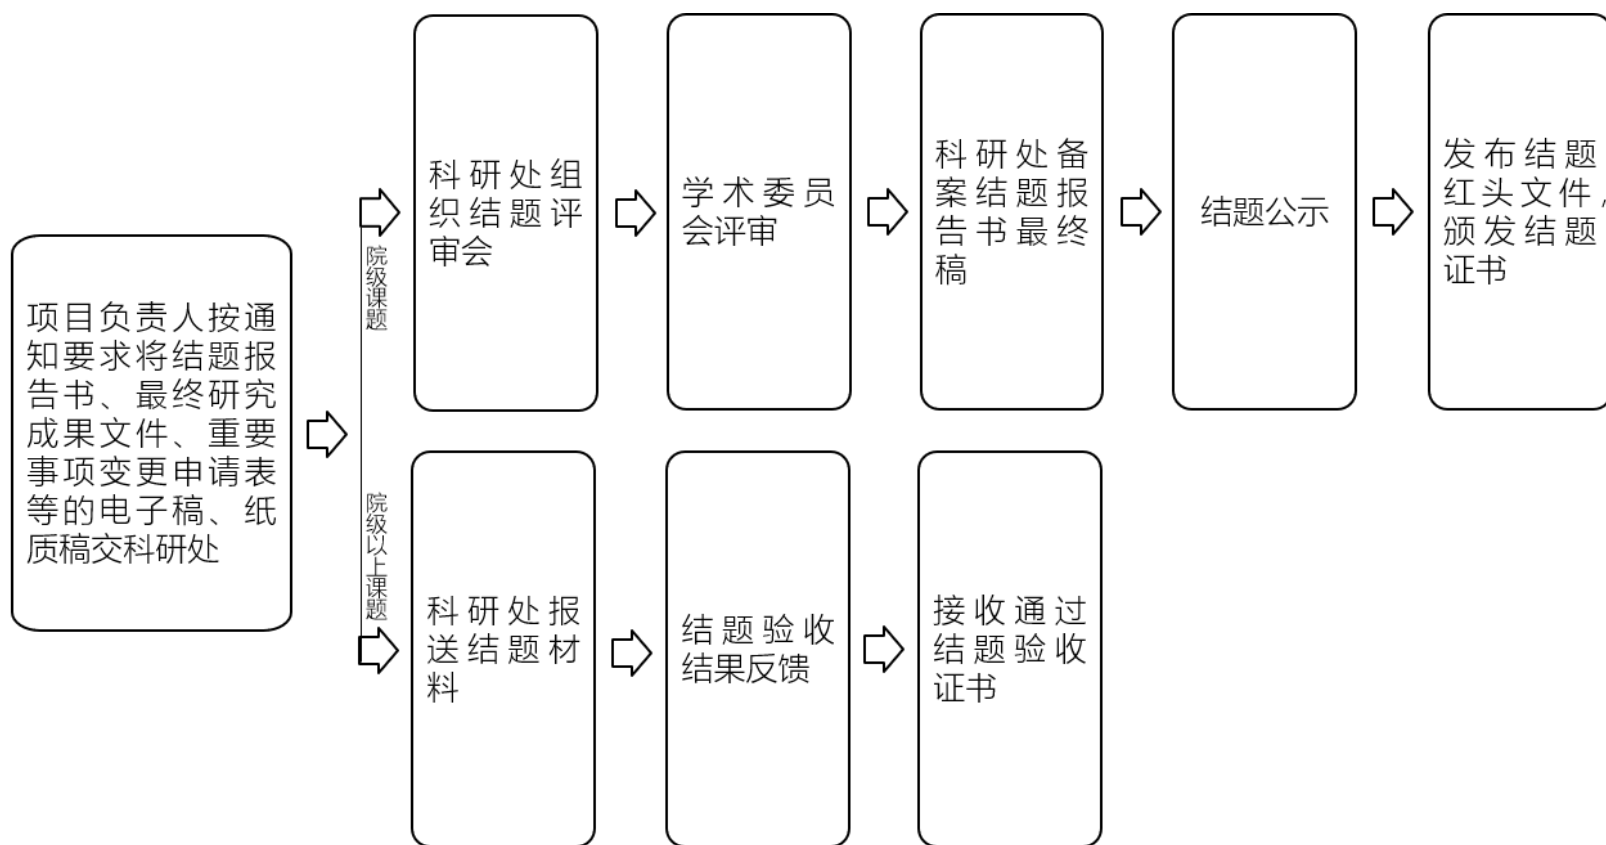 项目负责人按通
知要求将结题报
告书、最终研究
成果文件、重要
事项变更申请表
等的电子稿、纸
质稿交科研处
院级课题
科研处组
织结题评
审会
学术委员
会评审
科研处备
案结题报
告书最终
稿
结题公示
发布结题
红头文件，
颁发结题
证书
院级以上课题
科研处报
送结题材
料
结题验收
结果反馈
接收通过
结题验收
证书